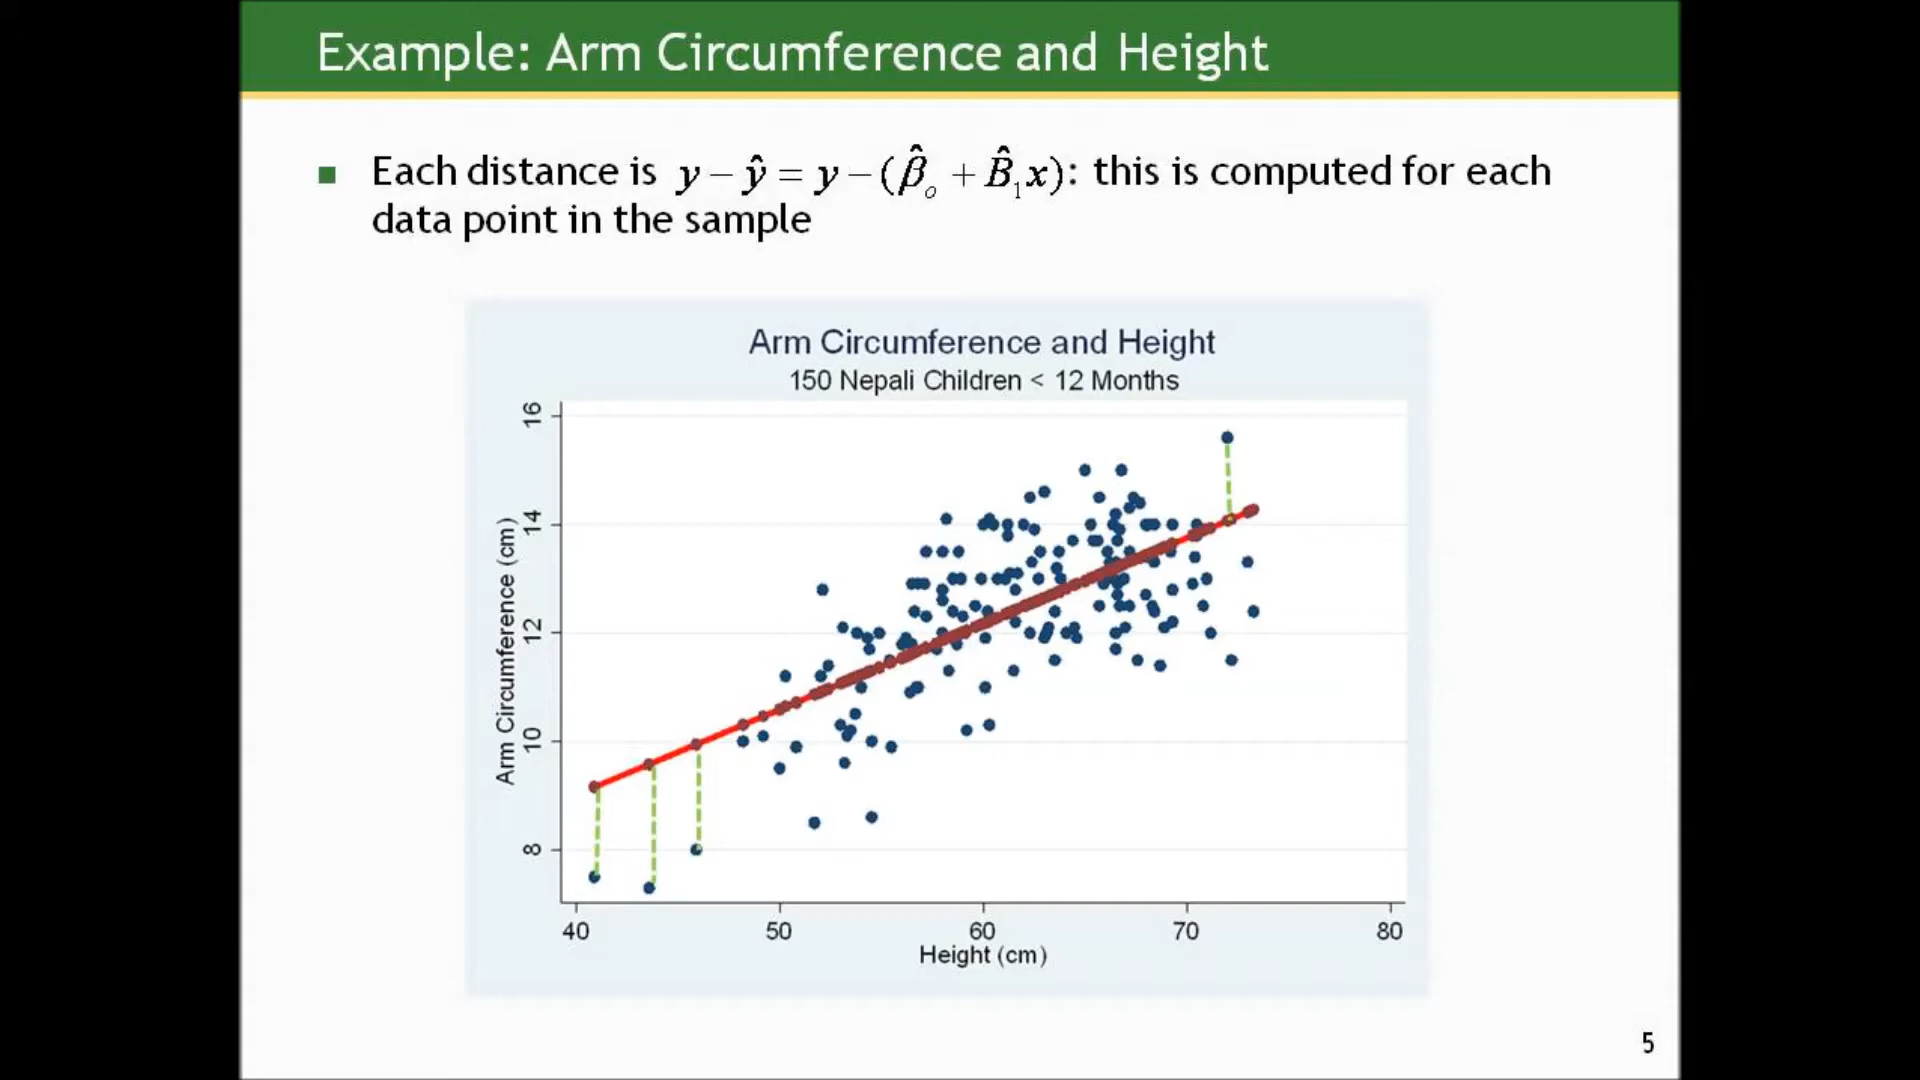 Example: Arm Circumference and Height
Each distance is y − ŷ = y − (β̂ₒ + B̂₁x): this is computed for each
data point in the sample
Arm Circumference and Height
150 Nepali Children < 12 Months
16
14
12
10
8
Arm Circumference (cm)
40 50 60 70 80
Height (cm)
5